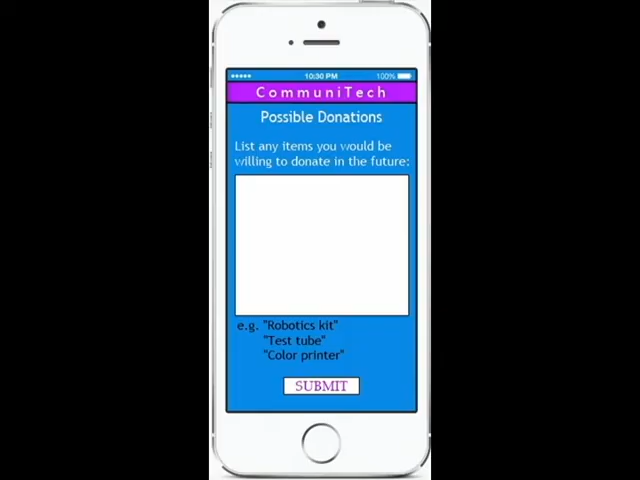 10:30 PM 100%
CommuniTech
Possible Donations
List any items you would be
willing to donate in the future:
e.g. "Robotics kit"
"Test tube"
"Color printer"
SUBMIT